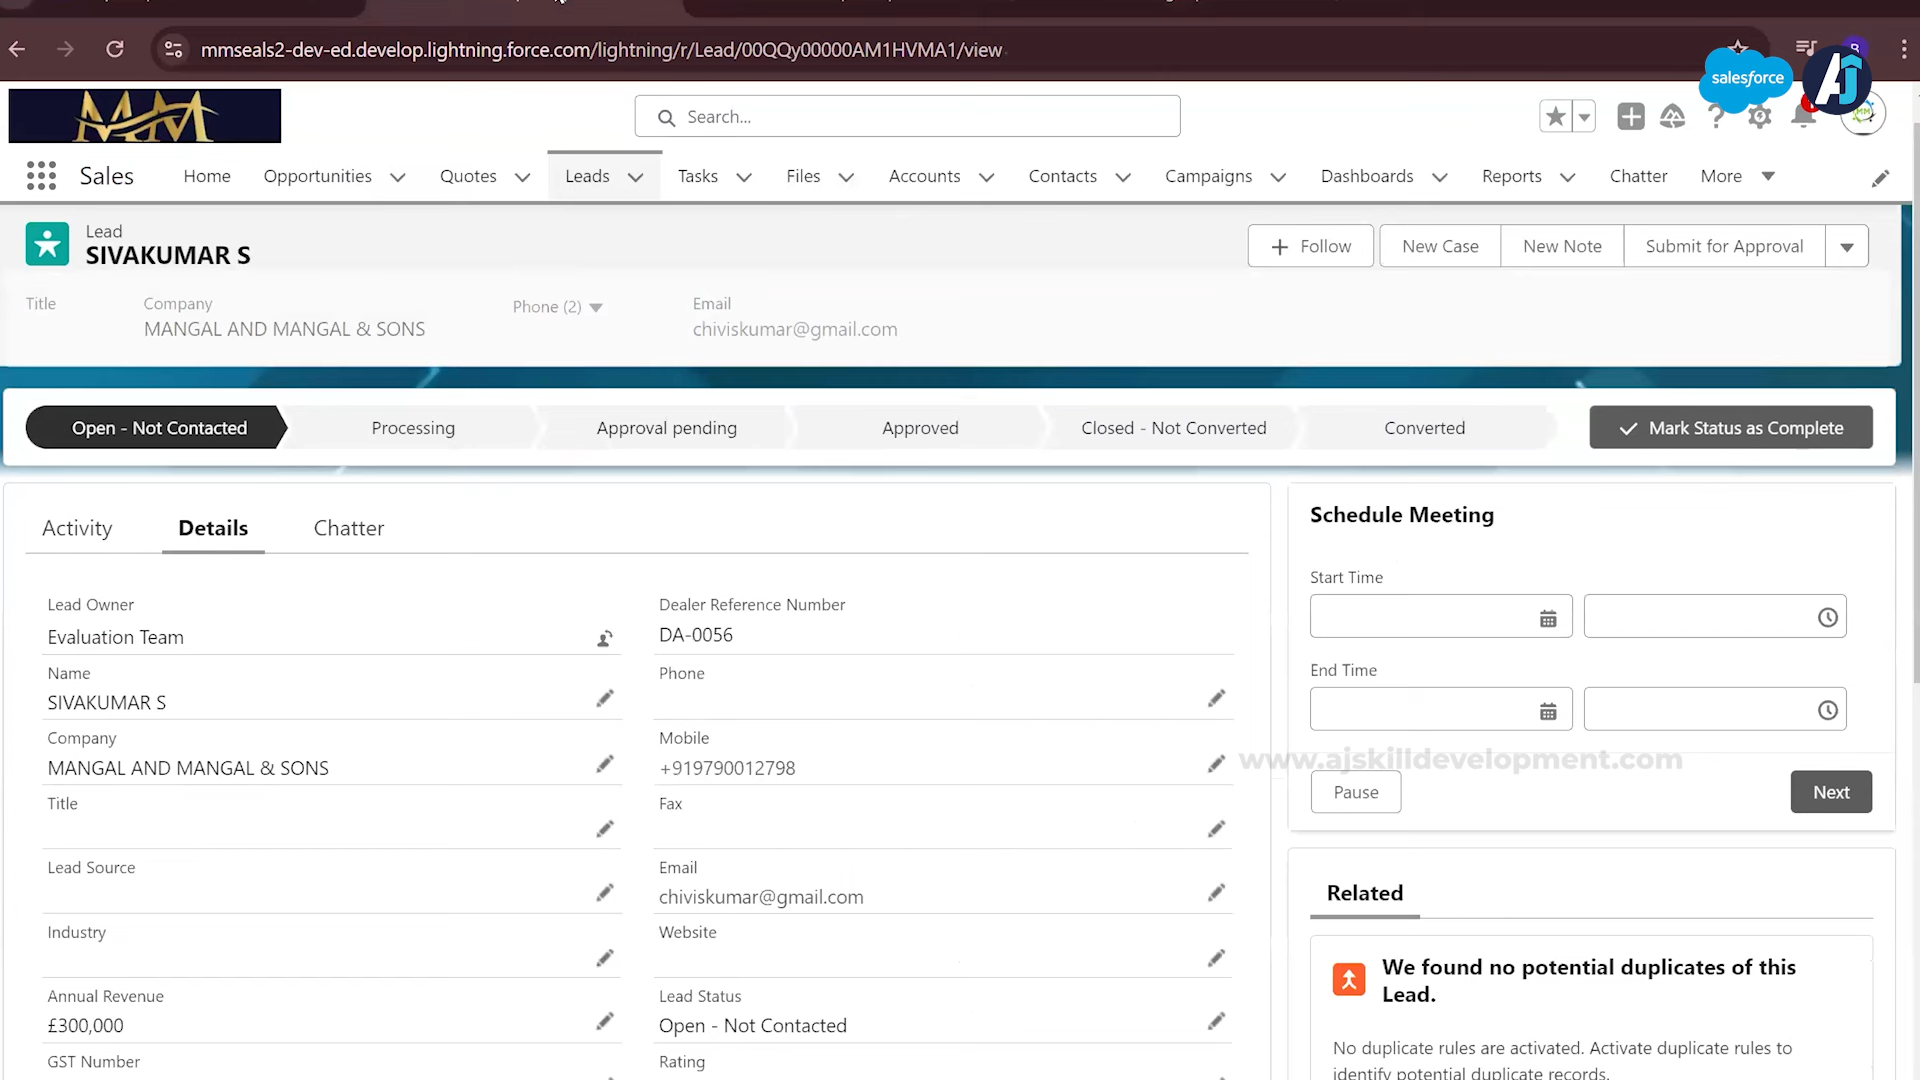 mmseals2-dev-ed.develop.lightning.force.com/lightning/r/Lead/00QQy00000AM1HVMA1/view
salesforce
AJ
MM
Search...
Sales
Home
Opportunities
Quotes
Leads
Tasks
Files
Accounts
Contacts
Campaigns
Dashboards
Reports
Chatter
More
Lead
SIVAKUMAR S
Follow
New Case
New Note
Submit for Approval
Title
Company
MANGAL AND MANGAL & SONS
Phone (2)
Email
chiviskumar@gmail.com
Open - Not Contacted
Processing
Approval pending
Approved
Closed - Not Converted
Converted
Mark Status as Complete
Activity
Details
Chatter
Lead Owner
Evaluation Team
Dealer Reference Number
DA-0056
Name
SIVAKUMAR S
Phone
Company
MANGAL AND MANGAL & SONS
Mobile
+919790012798
Title
Fax
Lead Source
Email
chiviskumar@gmail.com
Industry
Website
Annual Revenue
£300,000
Lead Status
Open - Not Contacted
GST Number
Rating
Schedule Meeting
Start Time
End Time
www.ajskilldevelopment.com
Pause
Next
Related
We found no potential duplicates of this
Lead.
No duplicate rules are activated. Activate duplicate rules to
identify potential duplicate records.